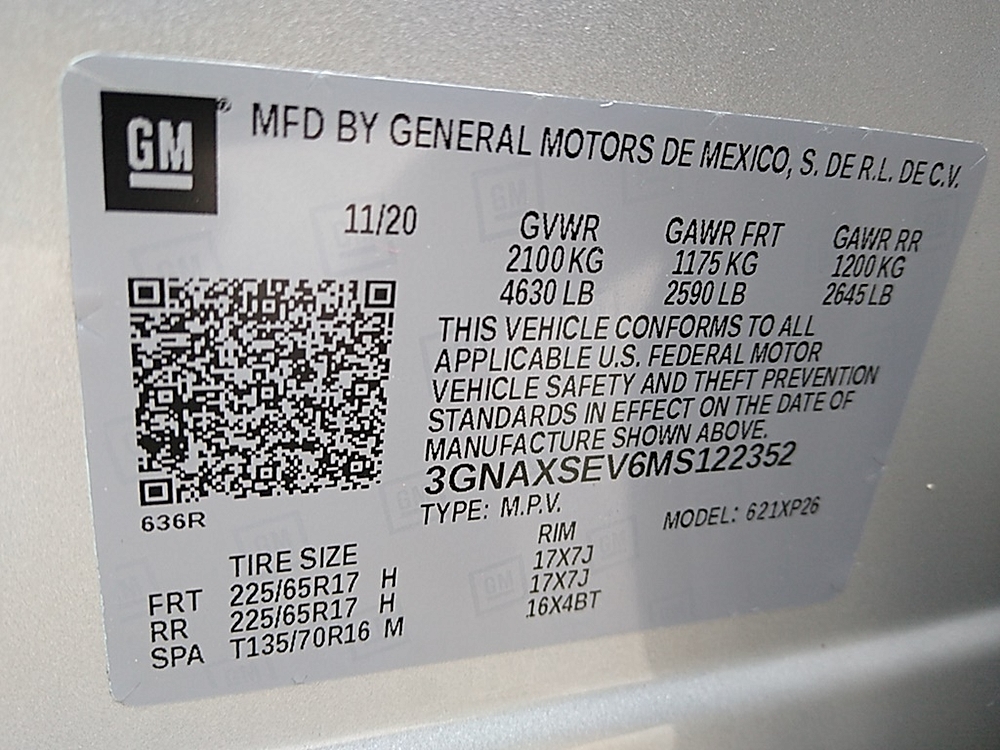 GM® MFD BY GENERAL MOTORS DE MEXICO, S. DE R.L. DE C.V.
11/20 GVWR GAWR FRT GAWR RR
2100 KG 1175 KG 1200 KG
4630 LB 2590 LB 2645 LB
THIS VEHICLE CONFORMS TO ALL
APPLICABLE U.S. FEDERAL MOTOR
VEHICLE SAFETY AND THEFT PREVENTION
STANDARDS IN EFFECT ON THE DATE OF
MANUFACTURE SHOWN ABOVE.
3GNAXSEV6MS122352
636R TYPE: M.P.V. MODEL: 621XP26
TIRE SIZE RIM
FRT 225/65R17 H 17X7J
RR 225/65R17 H 17X7J
SPA T135/70R16 M 16X4BT